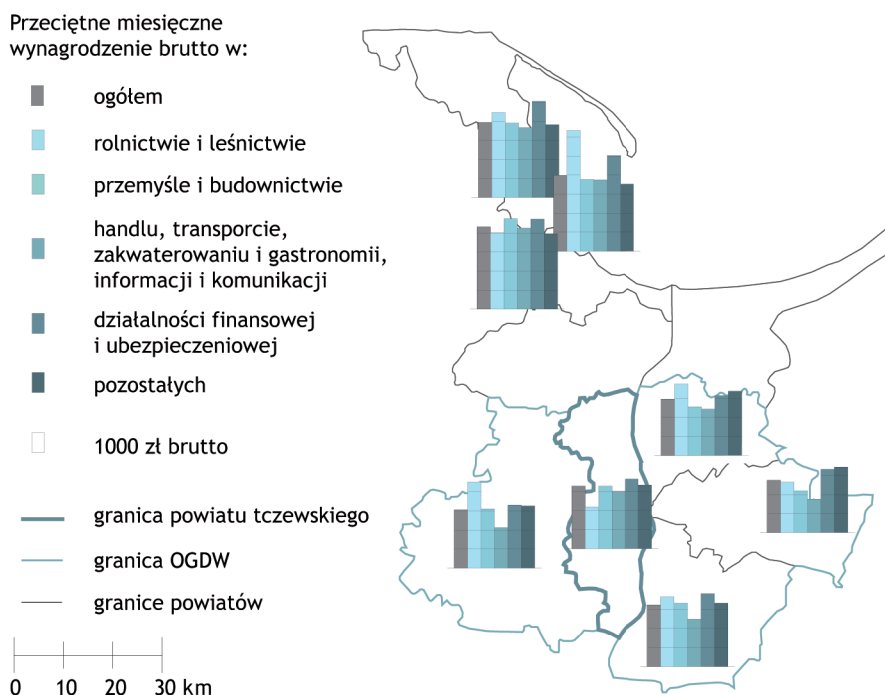 Przeciętne miesięczne
wynagrodzenie brutto w:
ogółem
rolnictwie i leśnictwie
przemyśle i budownictwie
handlu, transporcie,
zakwaterowaniu i gastronomii,
informacji i komunikacji
działalności finansowej
i ubezpieczeniowej
pozostałych
1000 zł brutto
granica powiatu tczewskiego
granica OGDW
granice powiatów
0 10 20 30 km